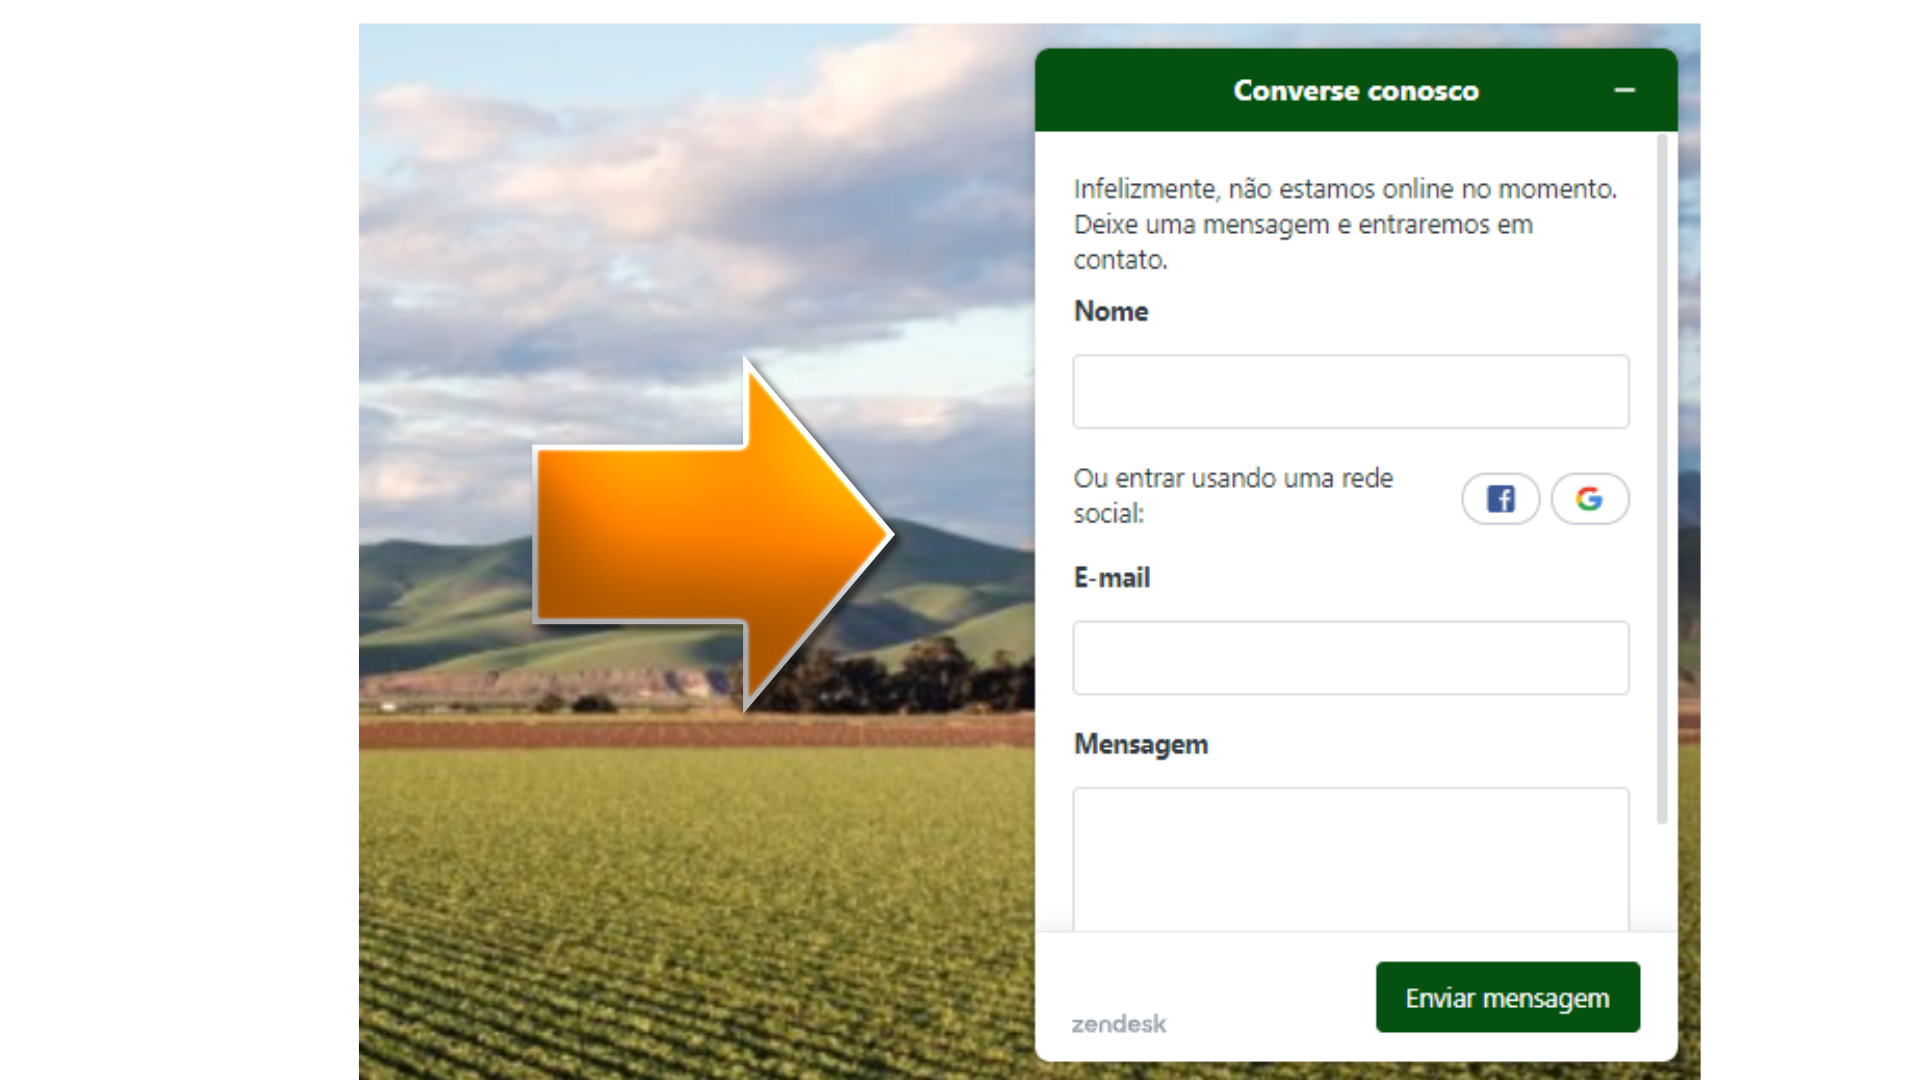 Converse conosco
Infelizmente, não estamos online no momento.
Deixe uma mensagem e entraremos em
contato.
Nome
Ou entrar usando uma rede
social:
E-mail
Mensagem
Enviar mensagem
zendesk